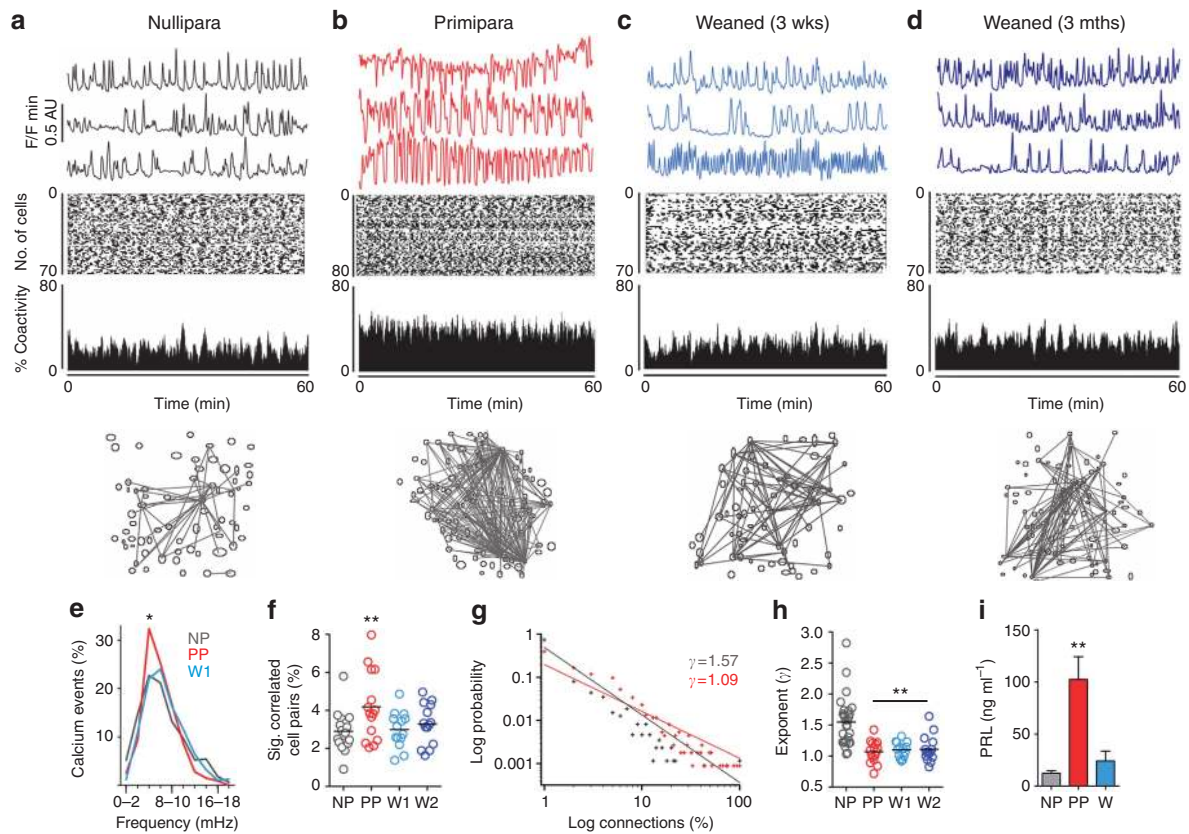 a Nullipara
b Primipara
c Weaned (3 wks)
d Weaned (3 mths)
F/F min
0.5 AU
No. of cells
0
70
0
80
0
70
0
70
% Coactivity
80
0
80
0
80
0
80
0
0 60
0 60
0 60
0 60
Time (min)
Time (min)
Time (min)
Time (min)
e
Calcium events (%)
30
20
10
*
NP
PP
W1
0–2 8–10 16–18
Frequency (mHz)
f
Sig. correlated
cell pairs (%)
8
6
4
2
0
**
NP PP W1 W2
g
Log probability
1
0.1
0.01
0.001
γ=1.57
γ=1.09
1 10 100
Log connections (%)
h
Exponent (γ)
3.0
2.5
2.0
1.5
1.0
0.5
**
NP PP W1 W2
i
PRL (ng ml⁻¹)
150
100
50
0
**
NP PP W